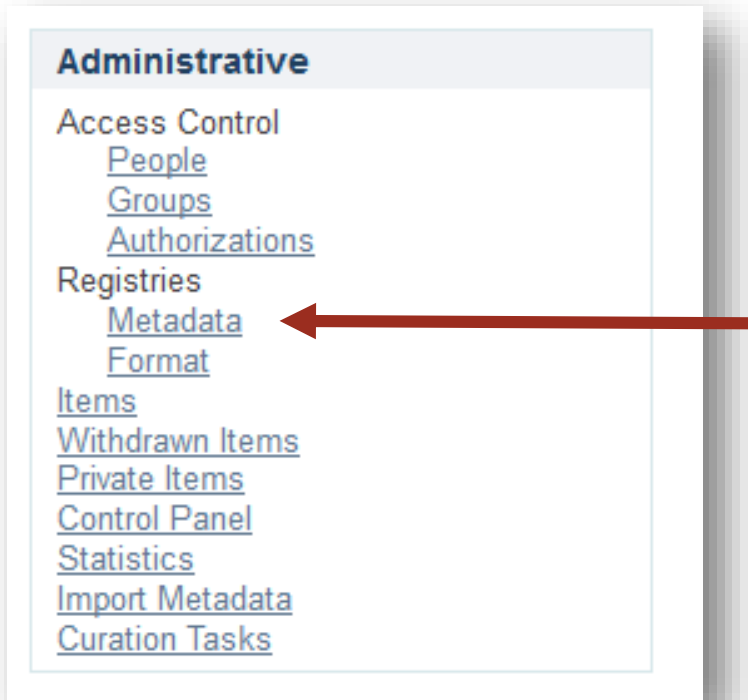 Administrative
Access Control
People
Groups
Authorizations
Registries
Metadata
Format
Items
Withdrawn Items
Private Items
Control Panel
Statistics
Import Metadata
Curation Tasks